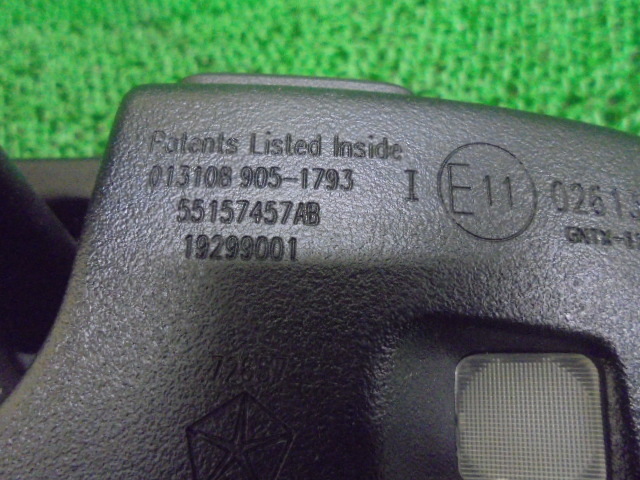 Patents Listed Inside
013108 905-1793
55157457AB
19299001
I E11